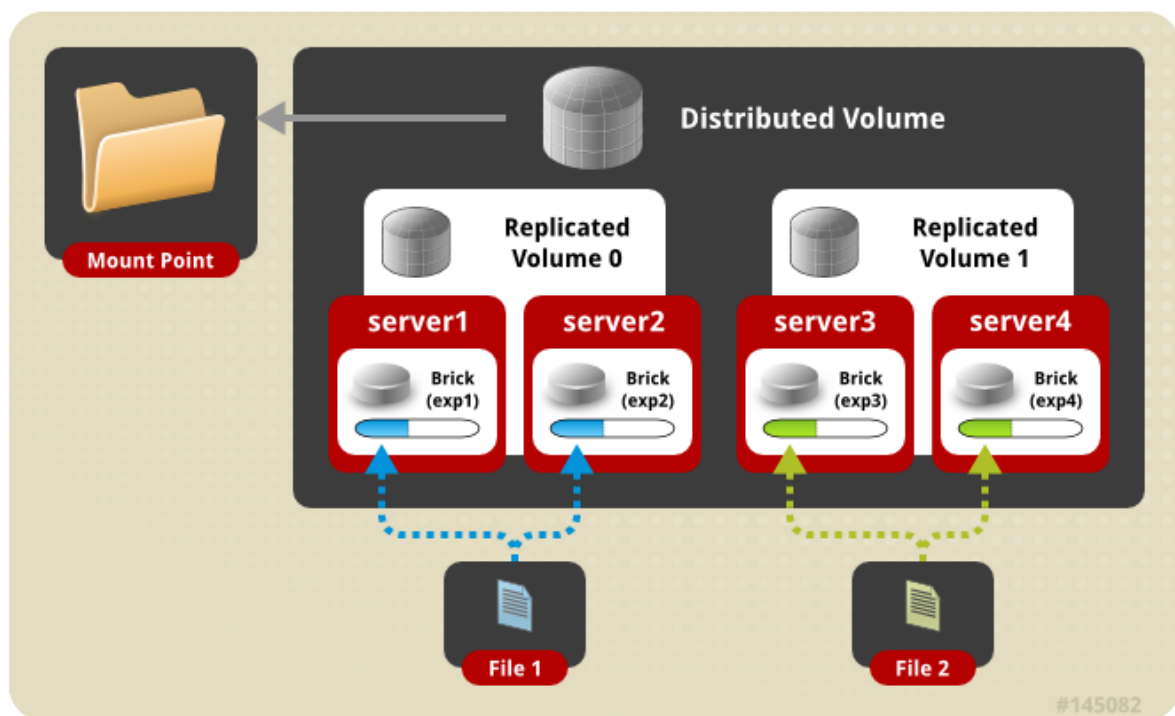 Distributed Volume
Mount Point
Replicated
Volume 0
Replicated
Volume 1
server1
server2
server3
server4
Brick
(exp1)
Brick
(exp2)
Brick
(exp3)
Brick
(exp4)
File 1
File 2
#145082